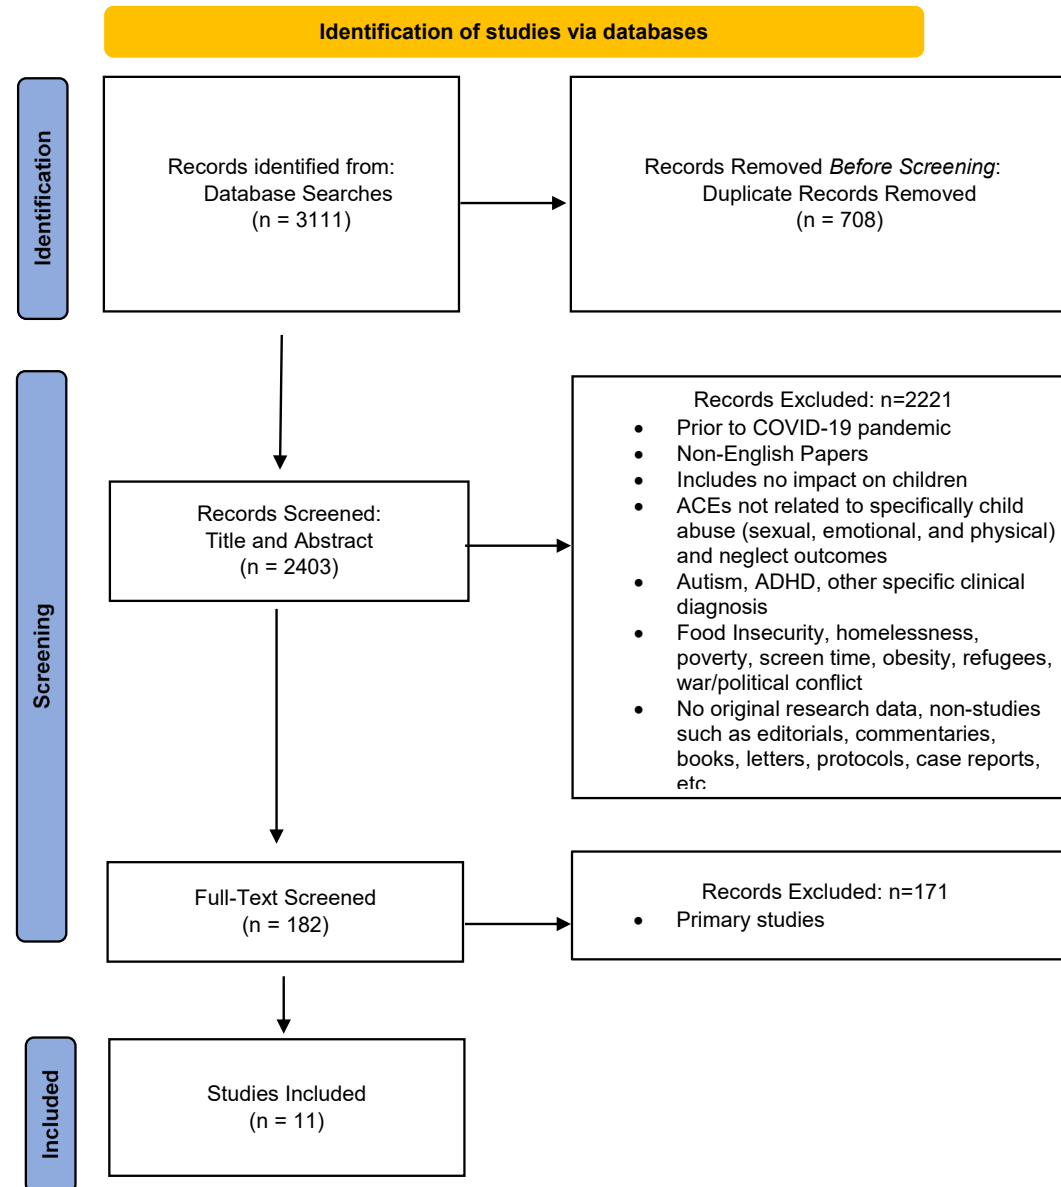 Identification of studies via databases
Identification
Records identified from:
Database Searches
(n = 3111)
Records Removed Before Screening:
Duplicate Records Removed
(n = 708)
Screening
Records Screened:
Title and Abstract
(n = 2403)
Records Excluded: n=2221
• Prior to COVID-19 pandemic
• Non-English Papers
• Includes no impact on children
• ACEs not related to specifically child
abuse (sexual, emotional, and physical)
and neglect outcomes
• Autism, ADHD, other specific clinical
diagnosis
• Food Insecurity, homelessness,
poverty, screen time, obesity, refugees,
war/political conflict
• No original research data, non-studies
such as editorials, commentaries,
books, letters, protocols, case reports,
etc
Full-Text Screened
(n = 182)
Records Excluded: n=171
• Primary studies
Included
Studies Included
(n = 11)